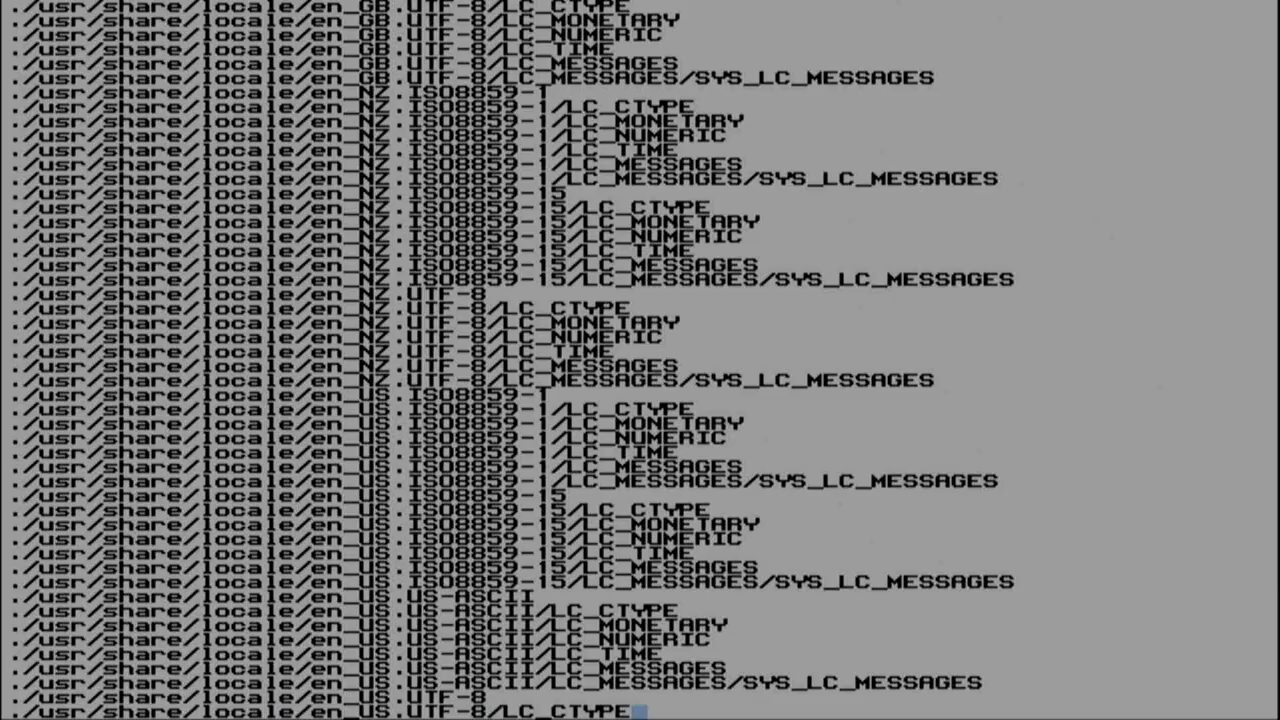 ./usr/share/locale/en_GB.UTF-8/LC_CTYPE
./usr/share/locale/en_GB.UTF-8/LC_MONETARY
./usr/share/locale/en_GB.UTF-8/LC_NUMERIC
./usr/share/locale/en_GB.UTF-8/LC_TIME
./usr/share/locale/en_GB.UTF-8/LC_MESSAGES
./usr/share/locale/en_GB.UTF-8/LC_MESSAGES/SYS_LC_MESSAGES
./usr/share/locale/en_NZ.ISO8859-1
./usr/share/locale/en_NZ.ISO8859-1/LC_CTYPE
./usr/share/locale/en_NZ.ISO8859-1/LC_MONETARY
./usr/share/locale/en_NZ.ISO8859-1/LC_NUMERIC
./usr/share/locale/en_NZ.ISO8859-1/LC_TIME
./usr/share/locale/en_NZ.ISO8859-1/LC_MESSAGES
./usr/share/locale/en_NZ.ISO8859-1/LC_MESSAGES/SYS_LC_MESSAGES
./usr/share/locale/en_NZ.ISO8859-15
./usr/share/locale/en_NZ.ISO8859-15/LC_CTYPE
./usr/share/locale/en_NZ.ISO8859-15/LC_MONETARY
./usr/share/locale/en_NZ.ISO8859-15/LC_NUMERIC
./usr/share/locale/en_NZ.ISO8859-15/LC_TIME
./usr/share/locale/en_NZ.ISO8859-15/LC_MESSAGES
./usr/share/locale/en_NZ.ISO8859-15/LC_MESSAGES/SYS_LC_MESSAGES
./usr/share/locale/en_NZ.UTF-8
./usr/share/locale/en_NZ.UTF-8/LC_CTYPE
./usr/share/locale/en_NZ.UTF-8/LC_MONETARY
./usr/share/locale/en_NZ.UTF-8/LC_NUMERIC
./usr/share/locale/en_NZ.UTF-8/LC_TIME
./usr/share/locale/en_NZ.UTF-8/LC_MESSAGES
./usr/share/locale/en_NZ.UTF-8/LC_MESSAGES/SYS_LC_MESSAGES
./usr/share/locale/en_US.ISO8859-1
./usr/share/locale/en_US.ISO8859-1/LC_CTYPE
./usr/share/locale/en_US.ISO8859-1/LC_MONETARY
./usr/share/locale/en_US.ISO8859-1/LC_NUMERIC
./usr/share/locale/en_US.ISO8859-1/LC_TIME
./usr/share/locale/en_US.ISO8859-1/LC_MESSAGES
./usr/share/locale/en_US.ISO8859-1/LC_MESSAGES/SYS_LC_MESSAGES
./usr/share/locale/en_US.ISO8859-15
./usr/share/locale/en_US.ISO8859-15/LC_CTYPE
./usr/share/locale/en_US.ISO8859-15/LC_MONETARY
./usr/share/locale/en_US.ISO8859-15/LC_NUMERIC
./usr/share/locale/en_US.ISO8859-15/LC_TIME
./usr/share/locale/en_US.ISO8859-15/LC_MESSAGES
./usr/share/locale/en_US.ISO8859-15/LC_MESSAGES/SYS_LC_MESSAGES
./usr/share/locale/en_US.US-ASCII
./usr/share/locale/en_US.US-ASCII/LC_CTYPE
./usr/share/locale/en_US.US-ASCII/LC_MONETARY
./usr/share/locale/en_US.US-ASCII/LC_NUMERIC
./usr/share/locale/en_US.US-ASCII/LC_TIME
./usr/share/locale/en_US.US-ASCII/LC_MESSAGES
./usr/share/locale/en_US.US-ASCII/LC_MESSAGES/SYS_LC_MESSAGES
./usr/share/locale/en_US.UTF-8
./usr/share/locale/en_US.UTF-8/LC_CTYPE